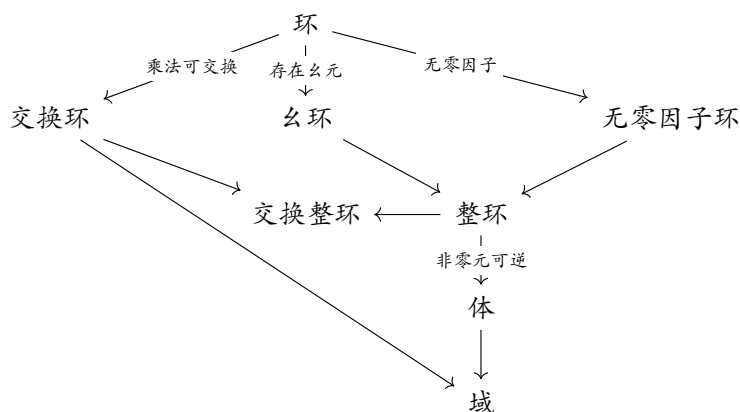 环
乘法可交换
存在幺元
无零因子
交换环
幺环
无零因子环
交换整环
整环
非零元可逆
体
域